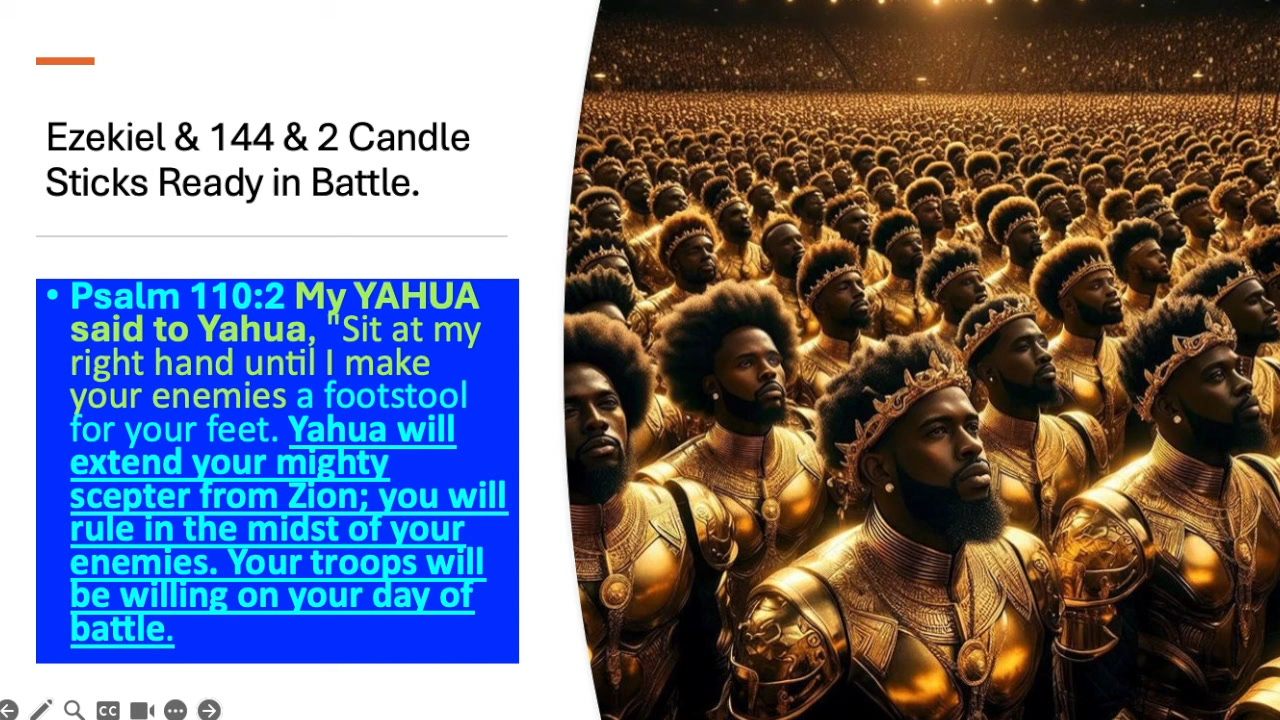 Ezekiel & 144 & 2 Candle
Sticks Ready in Battle.
• Psalm 110:2 My YAHUA
said to Yahua, "Sit at my
right hand until I make
your enemies a footstool
for your feet. Yahua will
extend your mighty
scepter from Zion; you will
rule in the midst of your
enemies. Your troops will
be willing on your day of
battle.
CC